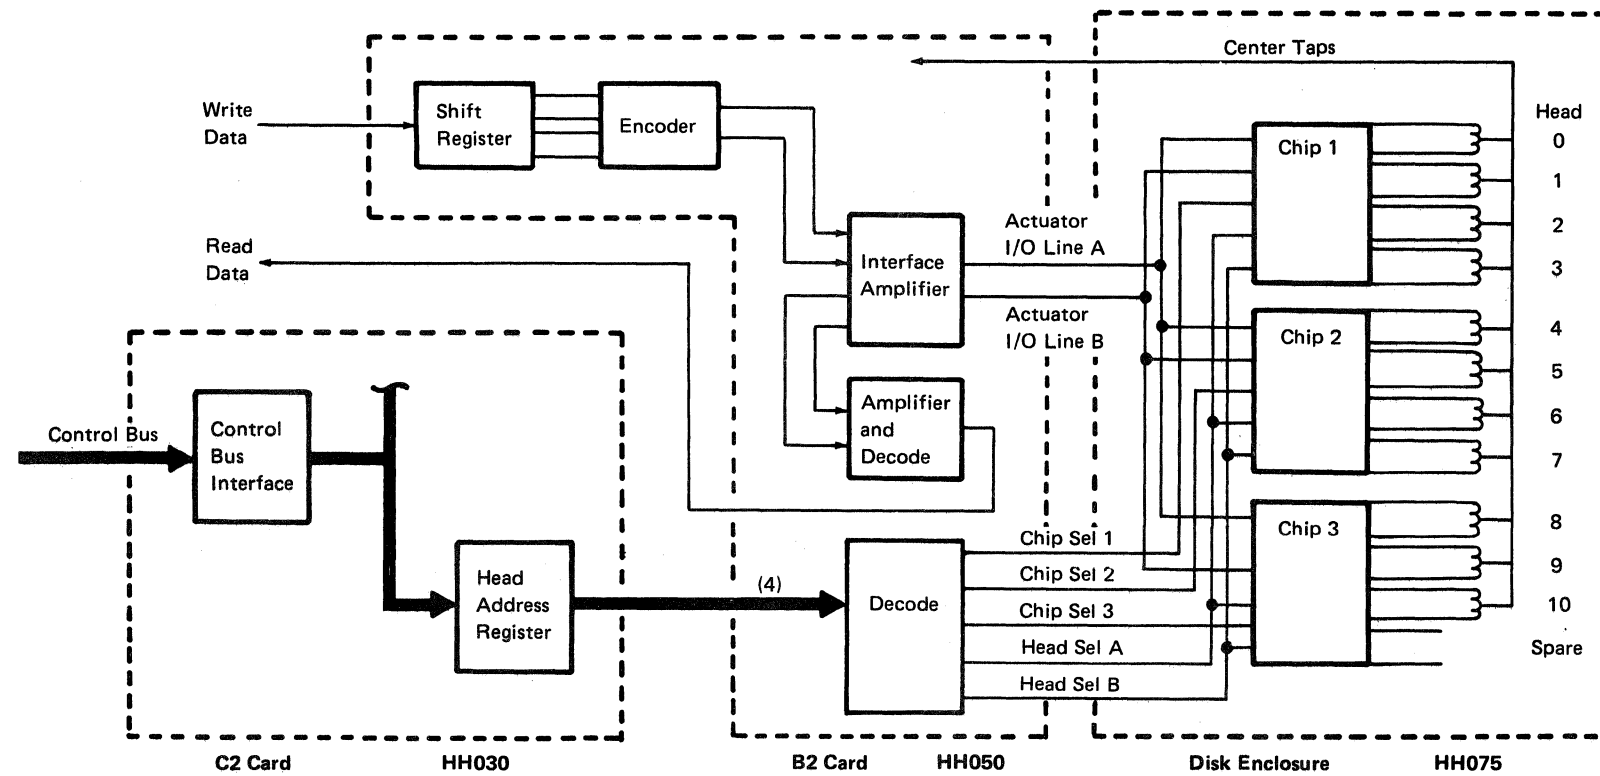 Center Taps
Write
Data
Shift
Register
Encoder
Head
Chip 1
0
1
2
3
Read
Data
Interface
Amplifier
Actuator
I/O Line A
Actuator
I/O Line B
Chip 2
4
5
6
7
Amplifier
and
Decode
Control Bus
Control
Bus
Interface
Head
Address
Register
(4)
Decode
Chip Sel 1
Chip Sel 2
Chip Sel 3
Head Sel A
Head Sel B
Chip 3
8
9
10
Spare
C2 Card
HH030
B2 Card
HH050
Disk Enclosure
HH075